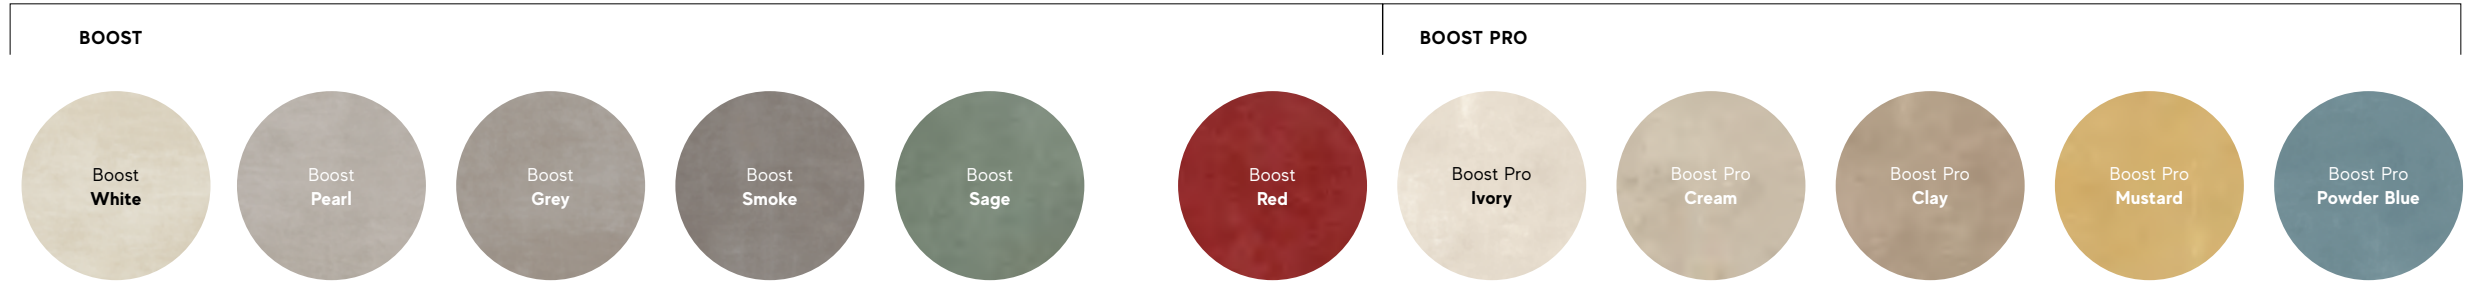 BOOST
BOOST PRO
Boost
White
Boost
Pearl
Boost
Grey
Boost
Smoke
Boost
Sage
Boost
Red
Boost Pro
Ivory
Boost Pro
Cream
Boost Pro
Clay
Boost Pro
Mustard
Boost Pro
Powder Blue